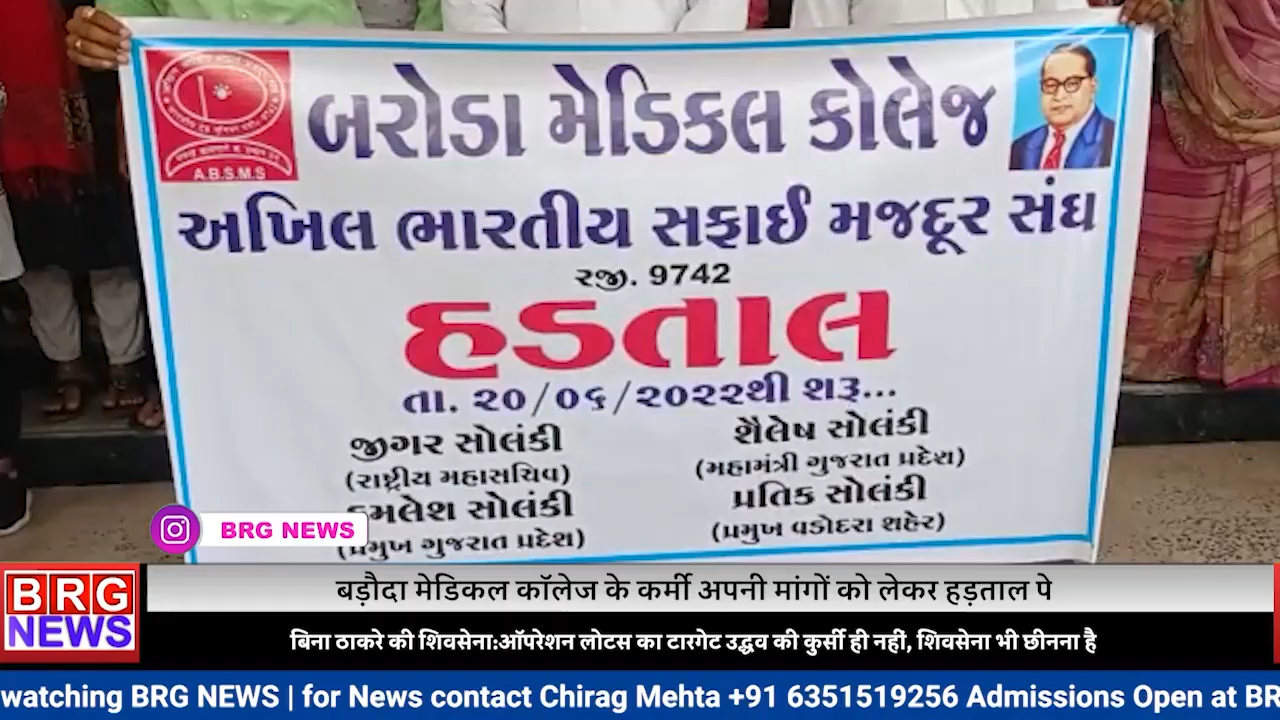 બરોડા મેડિકલ કોલેજ
A.B.S.M.S
અખિલ ભારતીય સફાઈ મજદૂર સંઘ
રજી. 9742
હડતાલ
તા. ૨૦/૦૬/૨૦૨૨થી શરૂ...
જીગર સોલંકી
શૈલેષ સોલંકી
(રાષ્ટ્રીય મહાસચિવ)
(મહામંત્રી ગુજરાત પ્રદેશ)
સોલંકી
પ્રતિક સોલંકી
(પ્રમુખ ગુજરાત પ્રદેશ)
(પ્રમુખ વડોદરા શહેર)
BRG NEWS
BRG
NEWS
बड़ौदा मेडिकल कॉलेज के कर्मी अपनी मांगों को लेकर हड़ताल पे
बिना ठाकरे की शिवसेना:ऑपरेशन लोटस का टारगेट उद्धव की कुर्सी ही नहीं, शिवसेना भी छीनना है
watching BRG NEWS | for News contact Chirag Mehta +91 6351519256 Admissions Open at BR